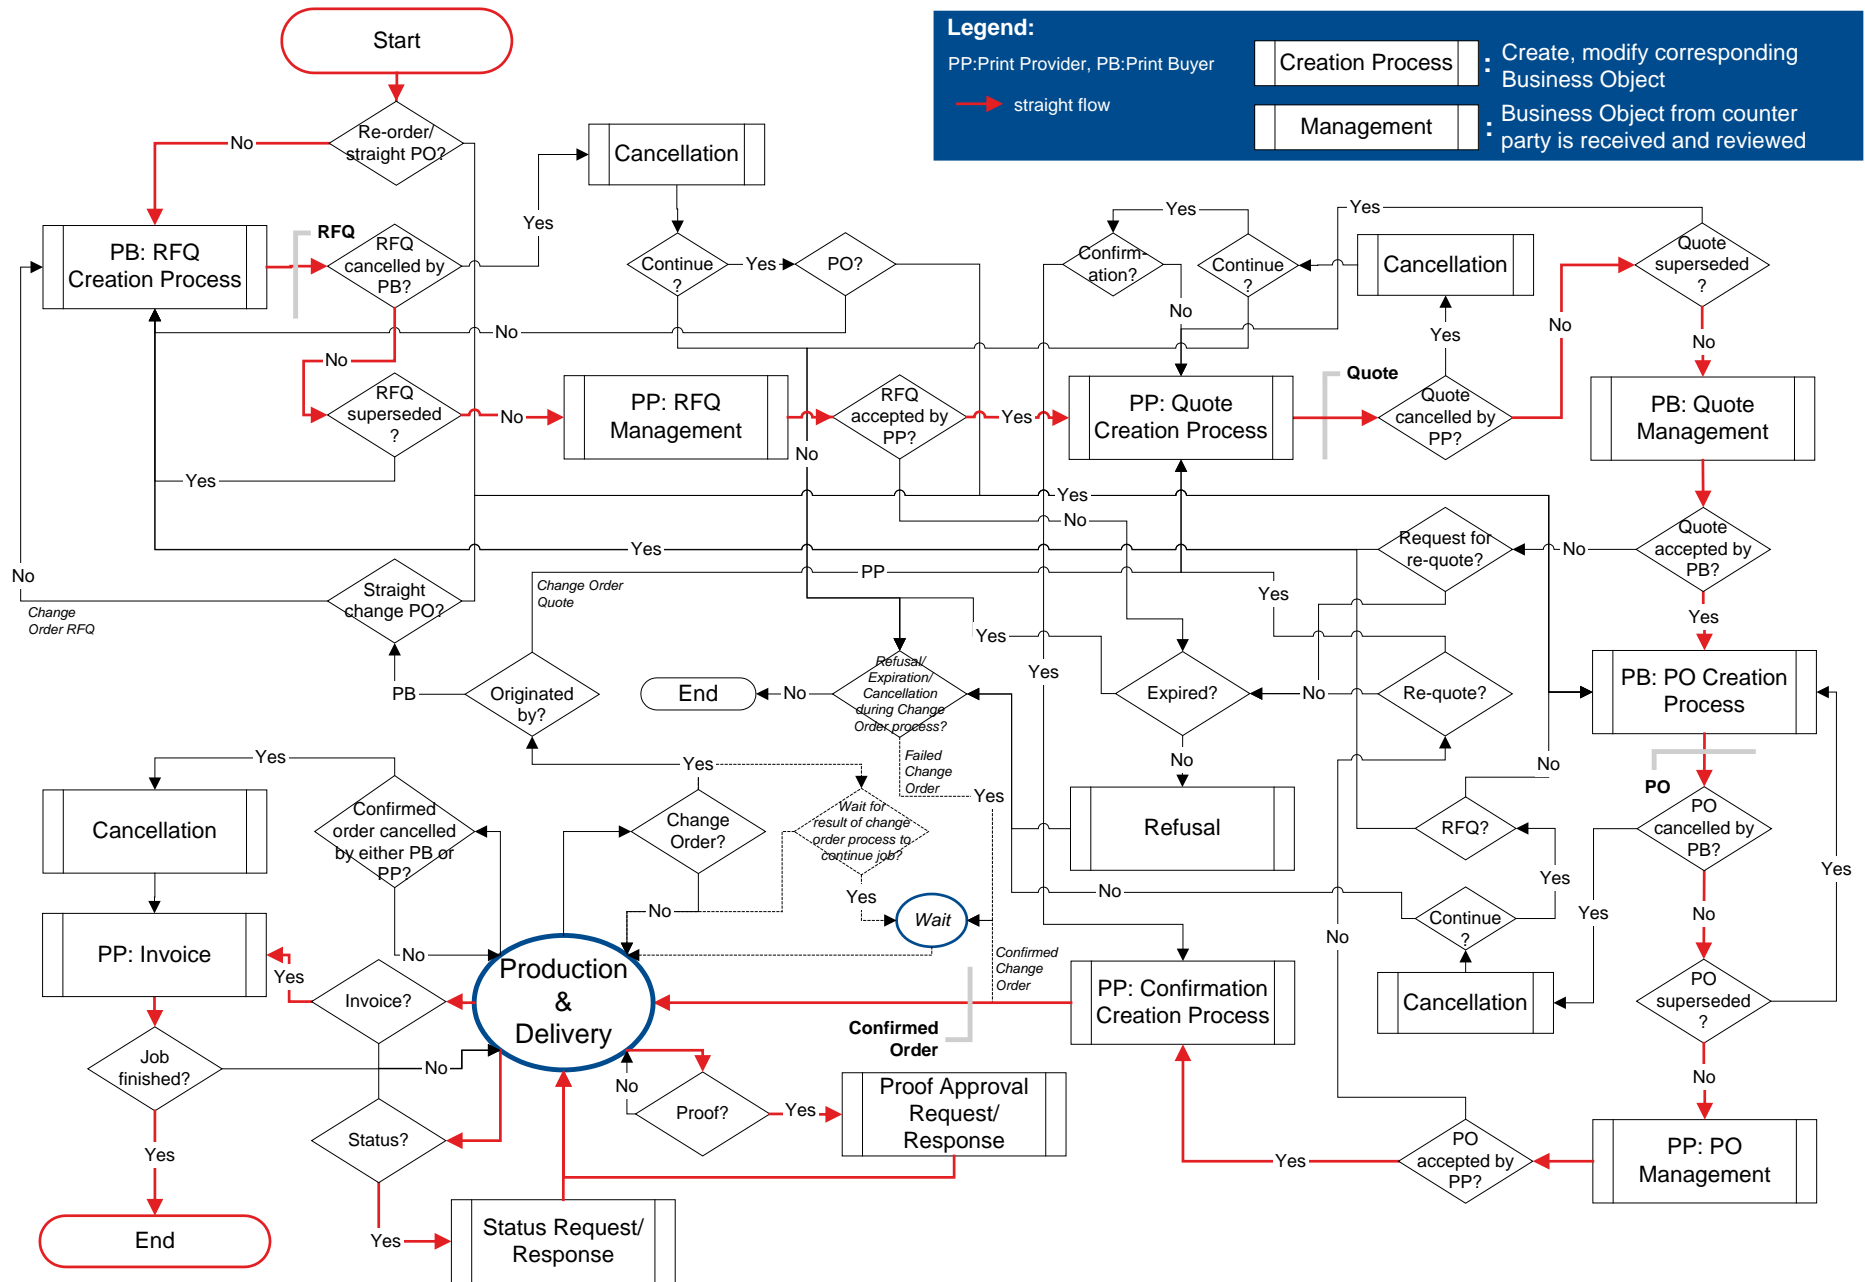 Start
Legend:
PP:Print Provider, PB:Print Buyer
straight flow
Creation Process
:
Create, modify corresponding
Business Object
Management
:
Business Object from counter
party is received and reviewed
Re-order/
straight PO?
No
Cancellation
Yes
PB: RFQ
Creation Process
RFQ
RFQ
cancelled by
PB?
Continue
?
Yes
PO?
No
No
Yes
Confirm-
ation?
Continue
?
No
Cancellation
Yes
Yes
Quote
superseded
?
No
No
RFQ
superseded
?
No
Yes
PP: RFQ
Management
RFQ
accepted by
PP?
Yes
No
No
PP: Quote
Creation Process
Quote
Quote
cancelled by
PP?
PB: Quote
Management
Yes
Yes
Request for
re-quote?
No
Quote
accepted by
PB?
Yes
No
Change
Order RFQ
Straight
change PO?
Change Order
Quote
PP
Yes
Yes
Yes
PB
Originated
by?
End
No
Refusal/
Expiration/
Cancellation
during Change
Order process?
Expired?
No
Re-quote?
PB: PO Creation
Process
No
Failed
Change
Order
Yes
No
PO
Yes
Yes
Cancellation
Confirmed
order cancelled
by either PB or
PP?
No
Change
Order?
No
Wait for
result of change
order process to
continue job?
Yes
Wait
Refusal
RFQ?
Yes
No
Continue
?
PO
cancelled by
PB?
Yes
No
Yes
No
PP: Invoice
Yes
Invoice?
Production
&
Delivery
Confirmed
Change
Order
Confirmed
Order
PP: Confirmation
Creation Process
Cancellation
PO
superseded
?
No
Job
finished?
No
Yes
Status?
No
Proof?
Yes
Proof Approval
Request/
Response
Yes
PO
accepted by
PP?
PP: PO
Management
End
Yes
Status Request/
Response